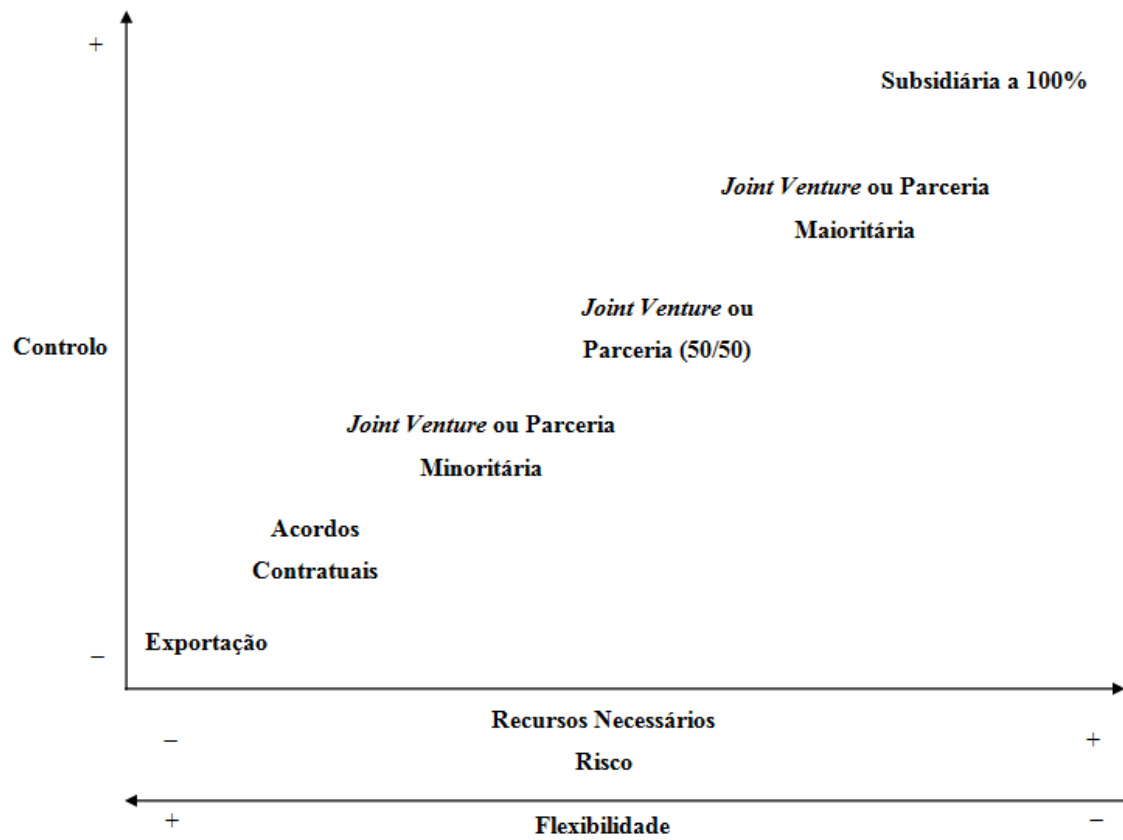 +
Subsidiária a 100%
Joint Venture ou Parceria
Maioritária
Joint Venture ou
Parceria (50/50)
Controlo
Joint Venture ou Parceria
Minoritária
Acordos
Contratuais
Exportação
–
Recursos Necessários
– +
Risco
+ –
Flexibilidade